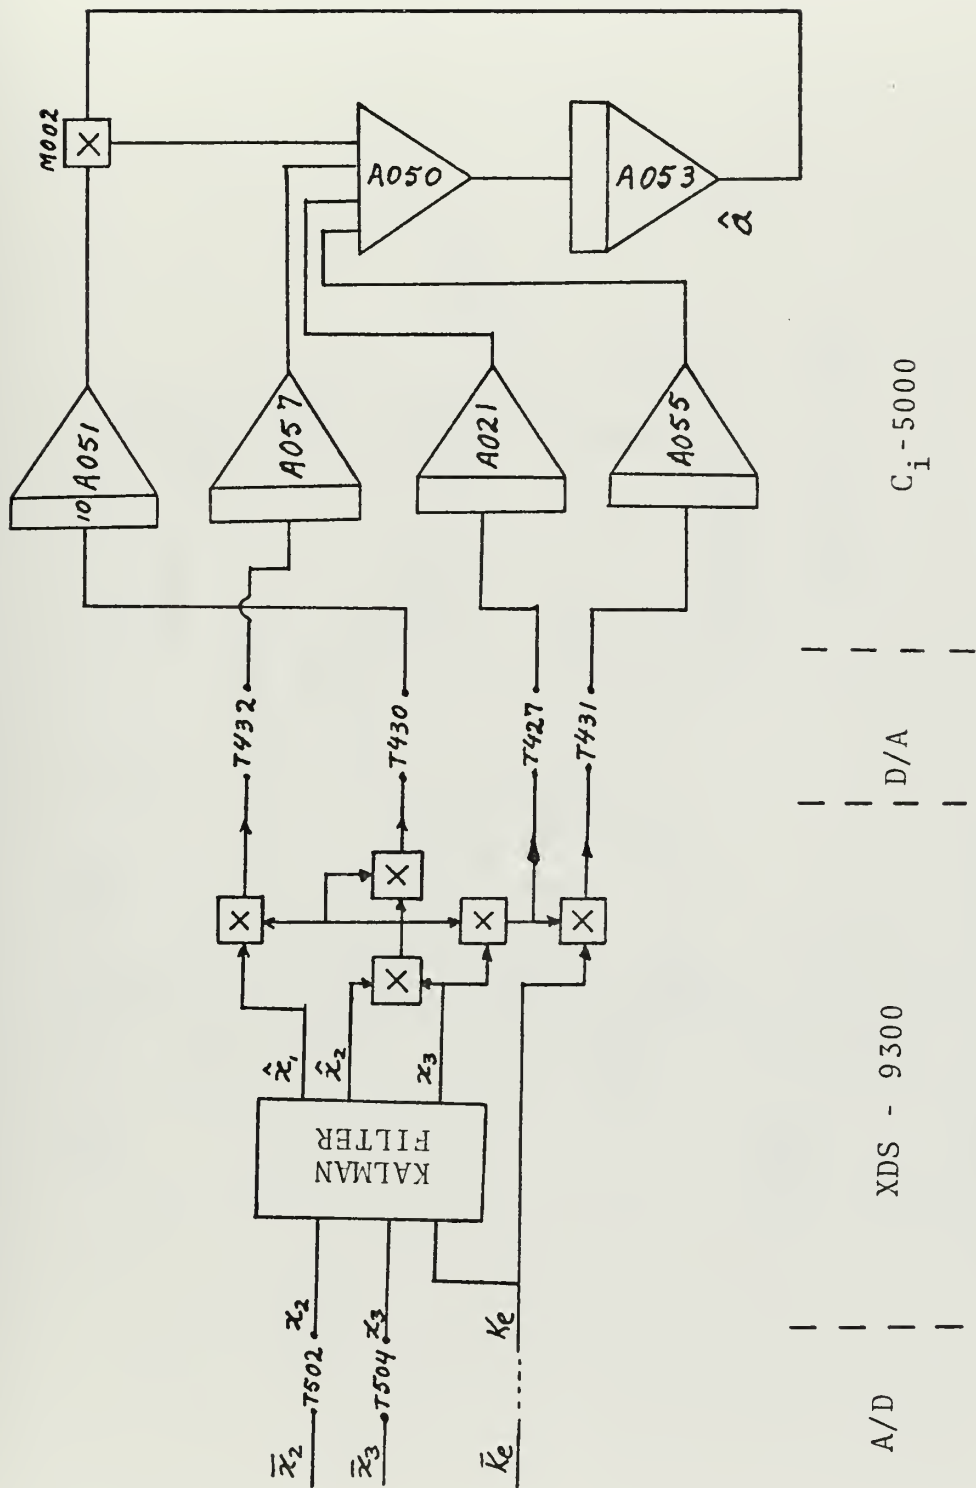 M002
10 A051
A057
A050
A053
α̂
A021
A055
T432
T430
T427
T431
x̂₁
x̂₂
x₃
KALMAN
FILTER
x̄₂
T502
x₂
x̄₃
T504
x₃
K̄e
Ke
A/D
XDS - 9300
D/A
Cᵢ-5000